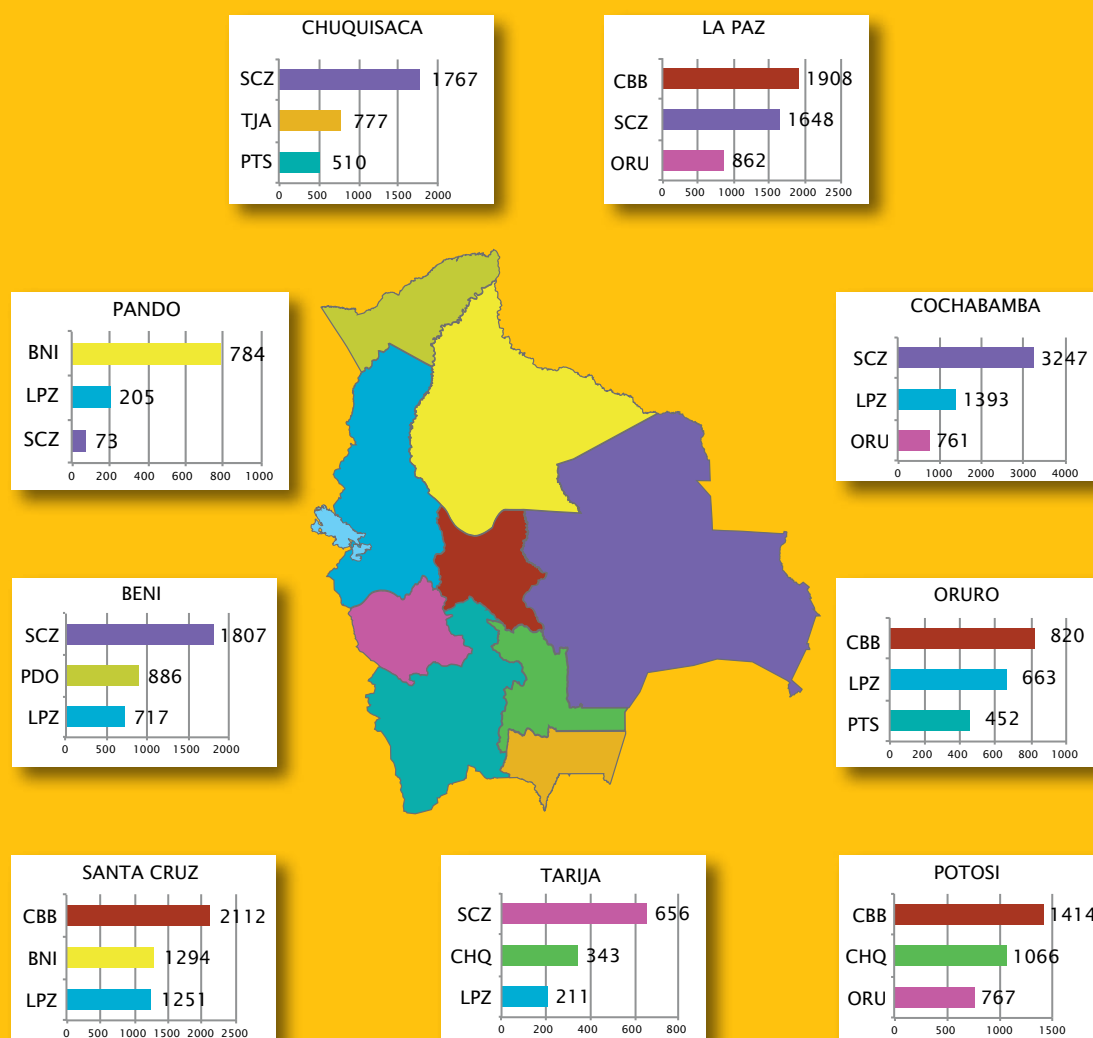 CHUQUISACA
SCZ 1767
TJA 777
PTS 510
0 500 1000 1500 2000
LA PAZ
CBB 1908
SCZ 1648
ORU 862
0 500 1000 1500 2000 2500
PANDO
BNI 784
LPZ 205
SCZ 73
0 200 400 600 800 1000
COCHABAMBA
SCZ 3247
LPZ 1393
ORU 761
0 1000 2000 3000 4000
BENI
SCZ 1807
PDO 886
LPZ 717
0 500 1000 1500 2000
ORURO
CBB 820
LPZ 663
PTS 452
0 200 400 600 800 1000
SANTA CRUZ
CBB 2112
BNI 1294
LPZ 1251
0 500 1000 1500 2000 2500
TARIJA
SCZ 656
CHQ 343
LPZ 211
0 200 400 600 800
POTOSI
CBB 1414
CHQ 1066
ORU 767
0 500 1000 1500